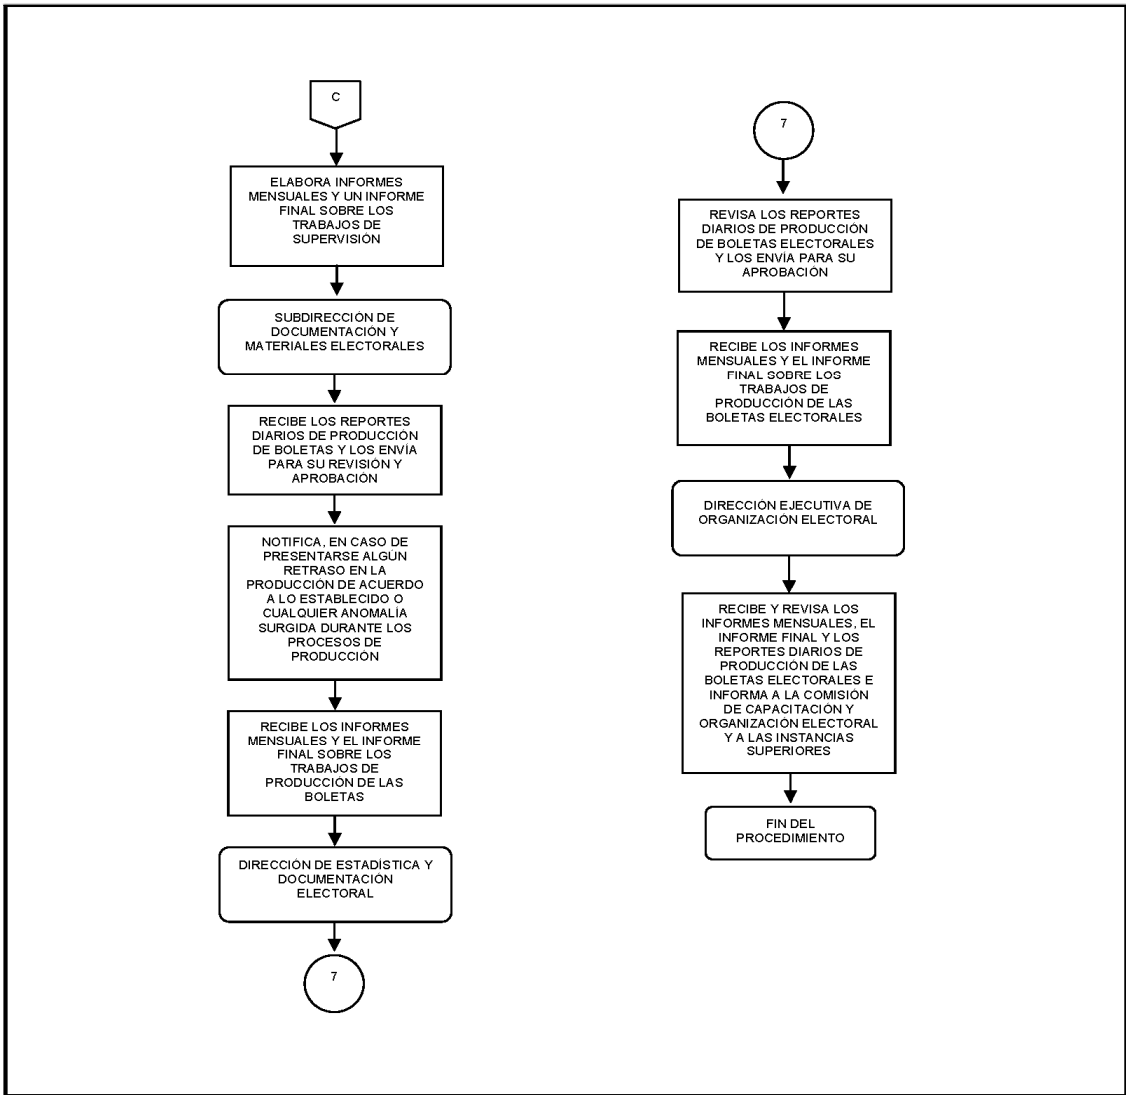 C
ELABORA INFORMES
MENSUALES Y UN INFORME
FINAL SOBRE LOS
TRABAJOS DE
SUPERVISIÓN
SUBDIRECCIÓN DE
DOCUMENTACIÓN Y
MATERIALES ELECTORALES
RECIBE LOS REPORTES
DIARIOS DE PRODUCCIÓN
DE BOLETAS Y LOS ENVÍA
PARA SU REVISIÓN Y
APROBACIÓN
NOTIFICA, EN CASO DE
PRESENTARSE ALGÚN
RETRASO EN LA
PRODUCCIÓN DE ACUERDO
A LO ESTABLECIDO O
CUALQUIER ANOMALÍA
SURGIDA DURANTE LOS
PROCESOS DE
PRODUCCIÓN
RECIBE LOS INFORMES
MENSUALES Y EL INFORME
FINAL SOBRE LOS
TRABAJOS DE
PRODUCCIÓN DE LAS
BOLETAS
DIRECCIÓN DE ESTADÍSTICA Y
DOCUMENTACIÓN
ELECTORAL
7
7
REVISA LOS REPORTES
DIARIOS DE PRODUCCIÓN
DE BOLETAS ELECTORALES
Y LOS ENVÍA PARA SU
APROBACIÓN
RECIBE LOS INFORMES
MENSUALES Y EL INFORME
FINAL SOBRE LOS
TRABAJOS DE
PRODUCCIÓN DE LAS
BOLETAS ELECTORALES
DIRECCIÓN EJECUTIVA DE
ORGANIZACIÓN ELECTORAL
RECIBE Y REVISA LOS
INFORMES MENSUALES, EL
INFORME FINAL Y LOS
REPORTES DIARIOS DE
PRODUCCIÓN DE LAS
BOLETAS ELECTORALES E
INFORMA A LA COMISIÓN
DE CAPACITACIÓN Y
ORGANIZACIÓN ELECTORAL
Y A LAS INSTANCIAS
SUPERIORES
FIN DEL
PROCEDIMIENTO